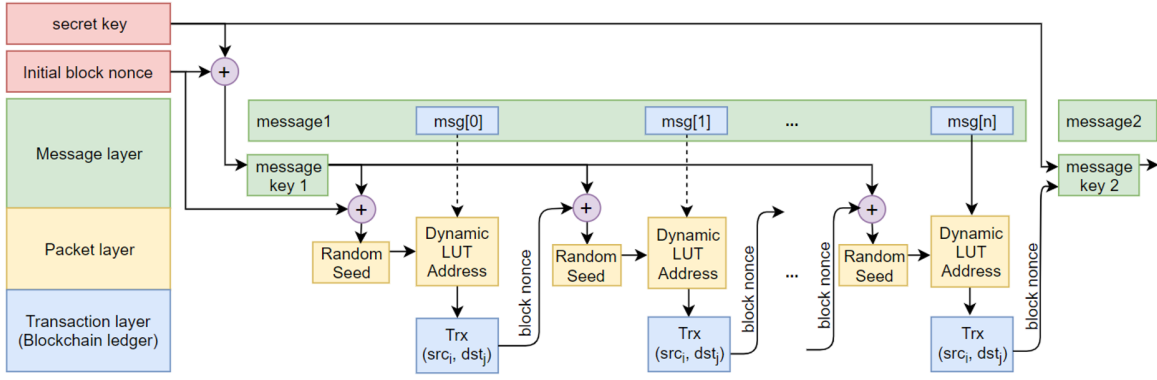 secret key
Initial block nonce
+
Message layer
Packet layer
Transaction layer
(Blockchain ledger)
message1
msg[0]
msg[1]
...
msg[n]
message2
message
key 1
message
key 2
+
+
+
Random
Seed
Dynamic
LUT
Address
block nonce
Random
Seed
Dynamic
LUT
Address
block nonce
...
block nonce
Random
Seed
Dynamic
LUT
Address
block nonce
Trx
(srcᵢ, dstⱼ)
Trx
(srcᵢ, dstⱼ)
Trx
(srcᵢ, dstⱼ)